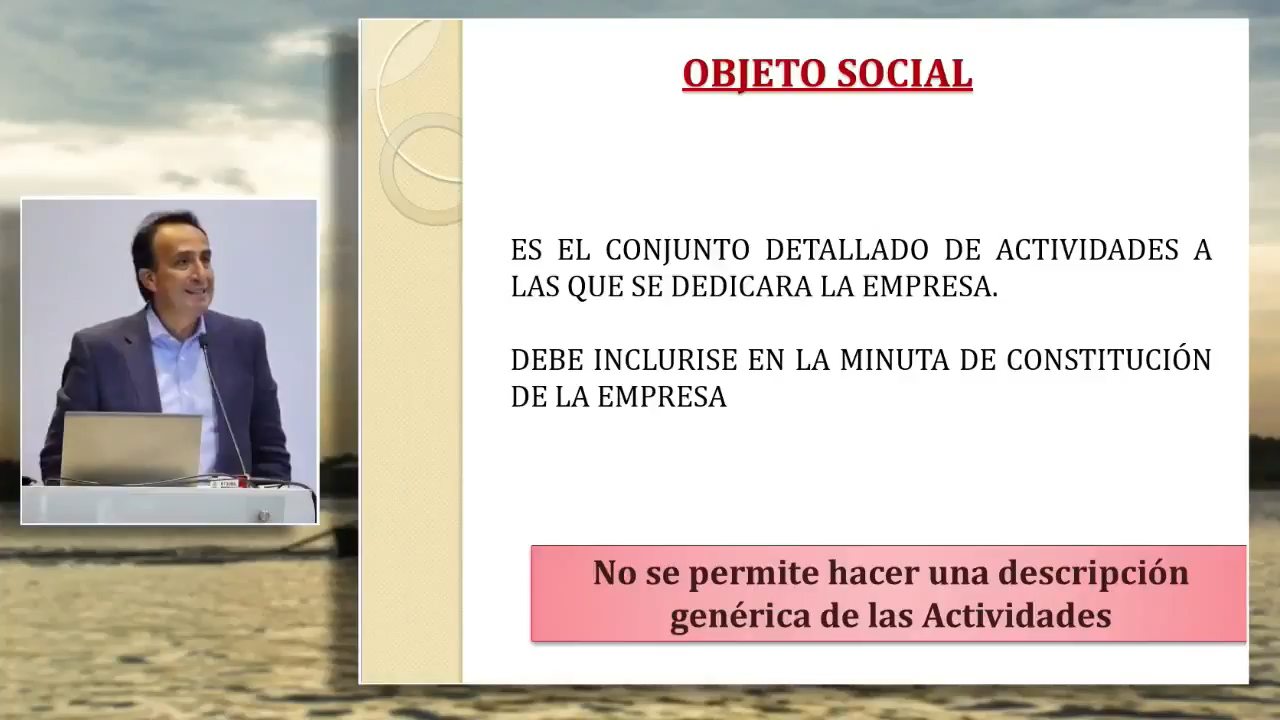 OBJETO SOCIAL
ES EL CONJUNTO DETALLADO DE ACTIVIDADES A
LAS QUE SE DEDICARA LA EMPRESA.
DEBE INCLURISE EN LA MINUTA DE CONSTITUCIÓN
DE LA EMPRESA
No se permite hacer una descripción
genérica de las Actividades